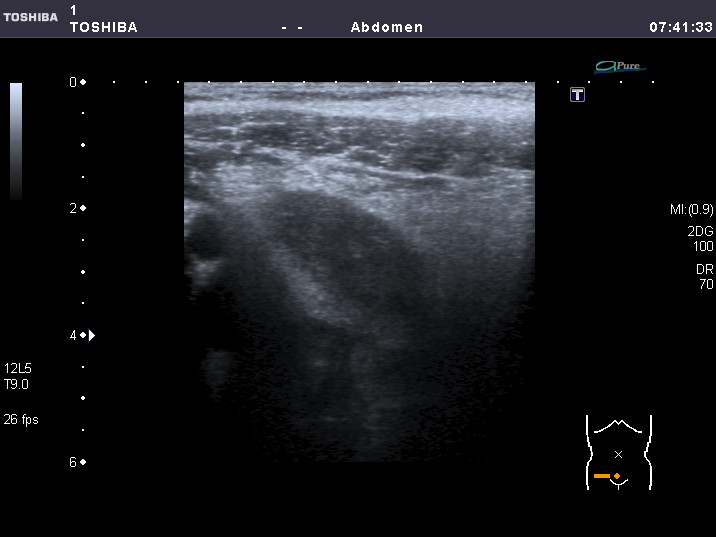 TOSHIBA
1
TOSHIBA
- - Abdomen
07:41:33
aPure
T
0
2
4
6
MI:(0.9)
2DG
100
DR
70
12L5
T9.0
26 fps